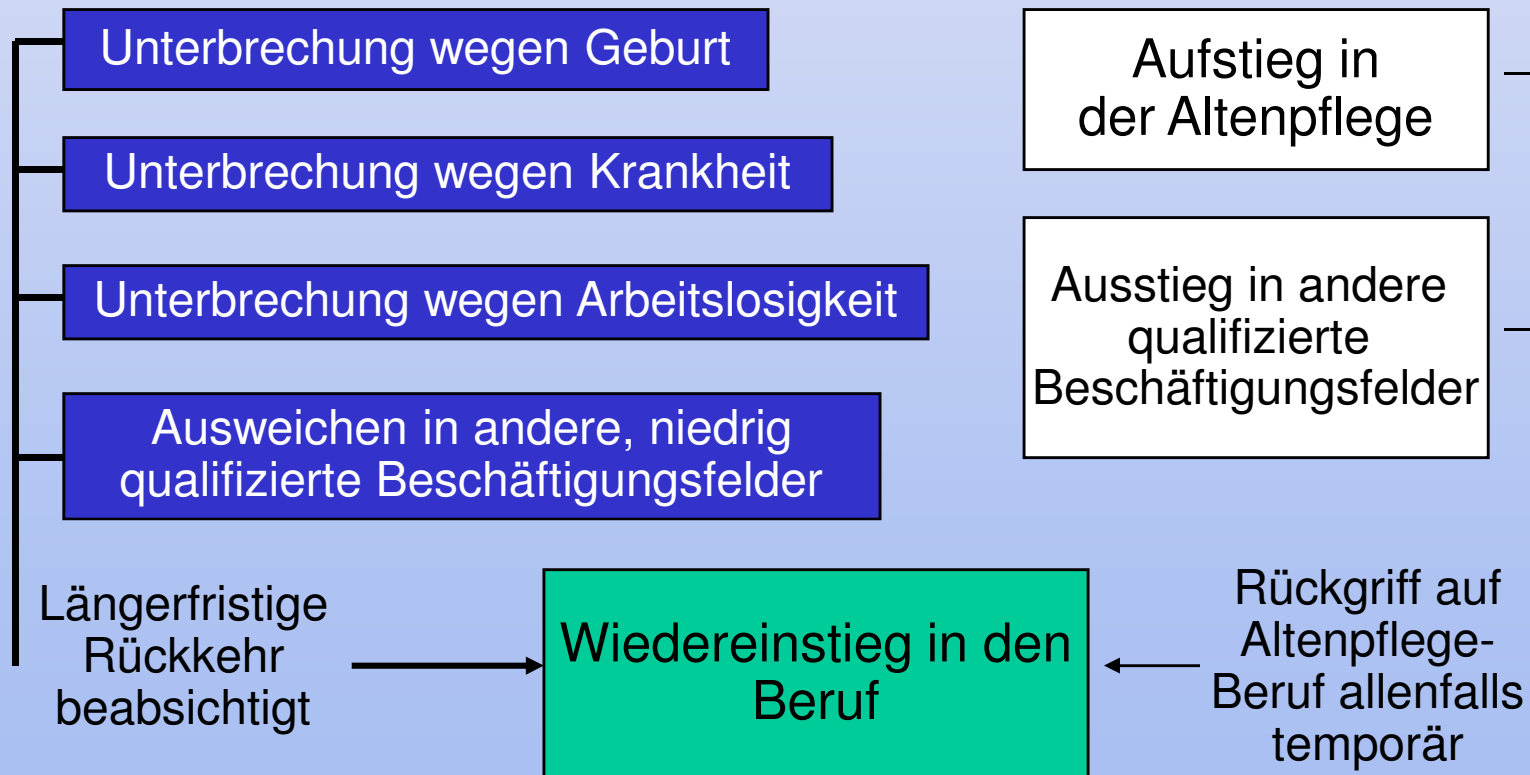 Unterbrechung wegen Geburt
Unterbrechung wegen Krankheit
Unterbrechung wegen Arbeitslosigkeit
Ausweichen in andere, niedrig
qualifizierte Beschäftigungsfelder
Aufstieg in
der Altenpflege
Ausstieg in andere
qualifizierte
Beschäftigungsfelder
Längerfristige
Rückkehr
beabsichtigt
Wiedereinstieg in den
Beruf
Rückgriff auf
Altenpflege-
Beruf allenfalls
temporär